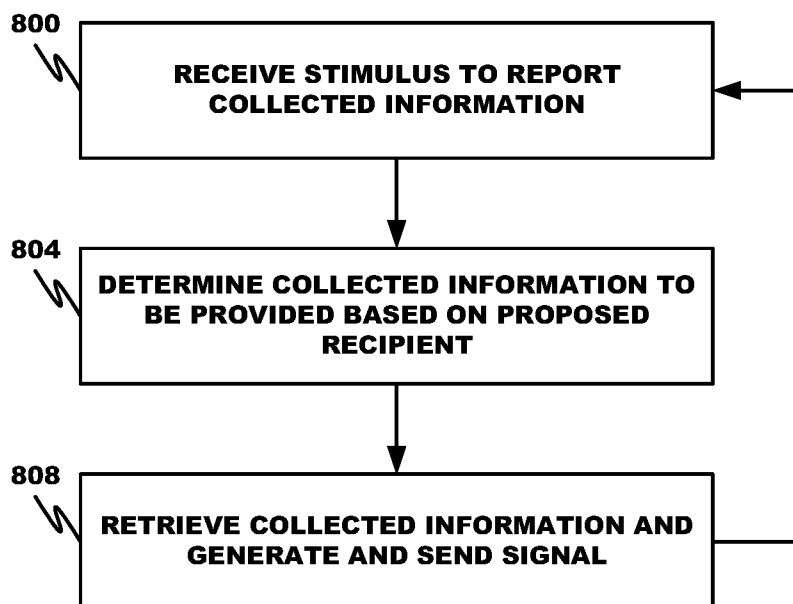 800
RECEIVE STIMULUS TO REPORT
COLLECTED INFORMATION
804
DETERMINE COLLECTED INFORMATION TO
BE PROVIDED BASED ON PROPOSED
RECIPIENT
808
RETRIEVE COLLECTED INFORMATION AND
GENERATE AND SEND SIGNAL